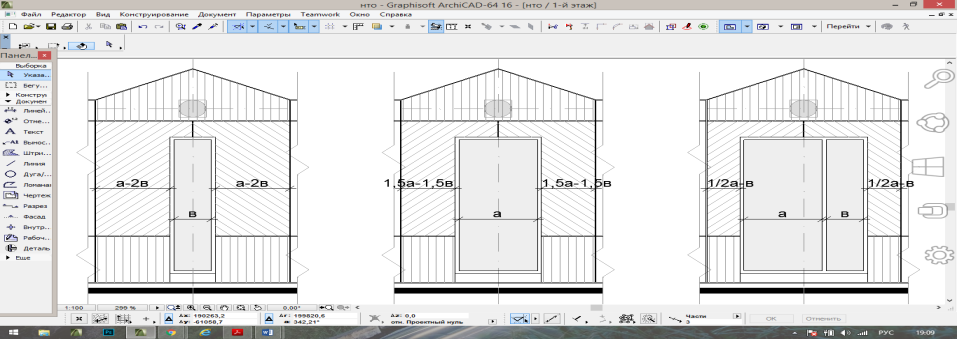 нто - Graphisoft ArchiCAD-64 16 - [нто / 1-й этаж]
Файл Редактор Вид Конструирование Документ Параметры Teamwork Окно Справка
Перейти
Панел...
Выборка
Указа...
Бегу...
Констру
Докумен
Линей...
Отме...
Текст
Вынос...
Штри...
Линия
Дуга/...
Ломаная
Чертеж
Разрез
Фасад
Внутр...
Рабоч...
Деталь
Еще
а-2в а-2в
в
1,5а-1,5в 1,5а-1,5в
а
1/2а-в 1/2а-в
а в
1:100 299 % 0,00°
Δx: 190263,2
Δy: -61058,7
Δr: 199820,6
α: 342,21°
Δz: 0,0
отн. Проектный нуль
Части
3
OK Отменить
РУС 19:09